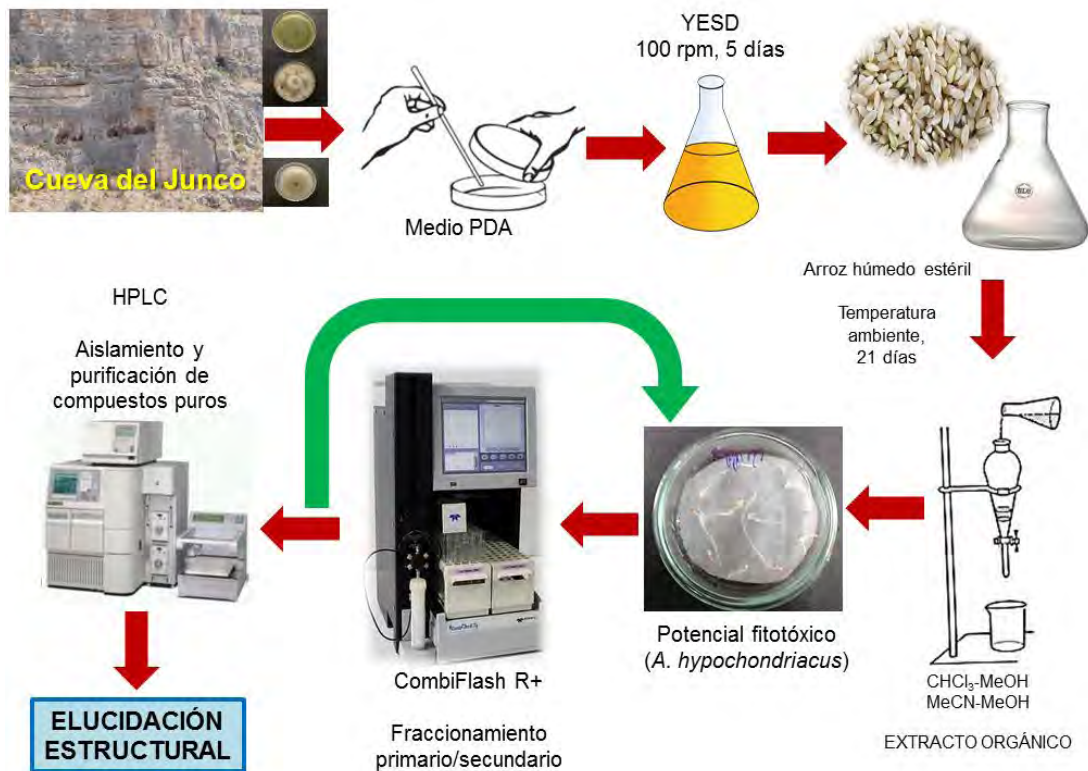 Cueva del Junco
Medio PDA
YESD
100 rpm, 5 días
Arroz húmedo estéril
Temperatura
ambiente,
21 días
CHCl₃-MeOH
MeCN-MeOH
EXTRACTO ORGÁNICO
Potencial fitotóxico
(A. hypochondriacus)
CombiFlash R+
Fraccionamiento
primario/secundario
HPLC
Aislamiento y
purificación de
compuestos puros
ELUCIDACIÓN
ESTRUCTURAL